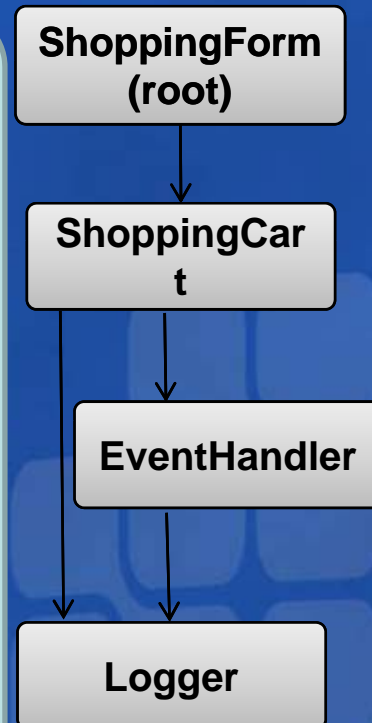 ShoppingForm
(root)
ShoppingCar
t
EventHandler
Logger